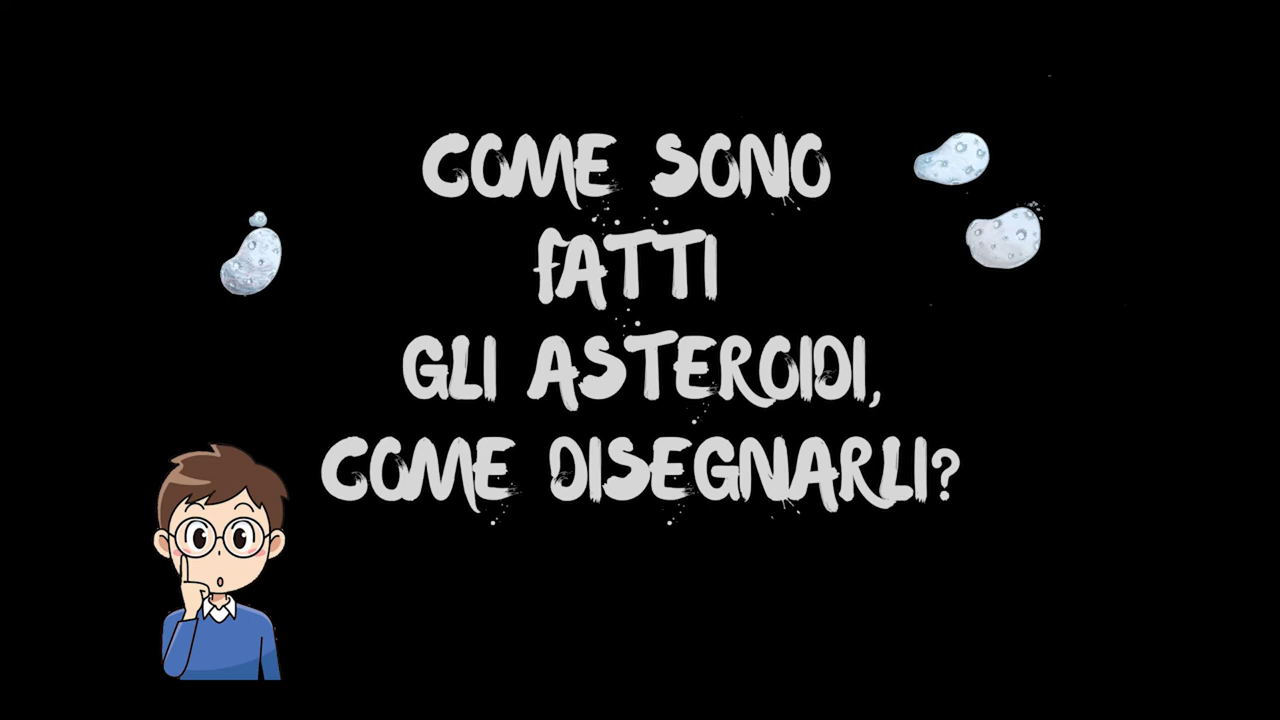 COME SONO
FATTI
GLI ASTEROIDI,
COME DISEGNARLI?